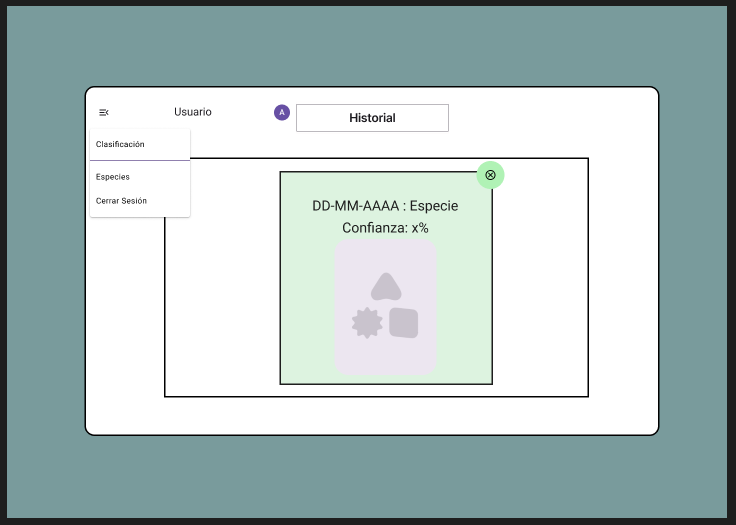 Usuario
A
Historial
Clasificación
Especies
Cerrar Sesión
DD-MM-AAAA : Especie
Confianza: x%